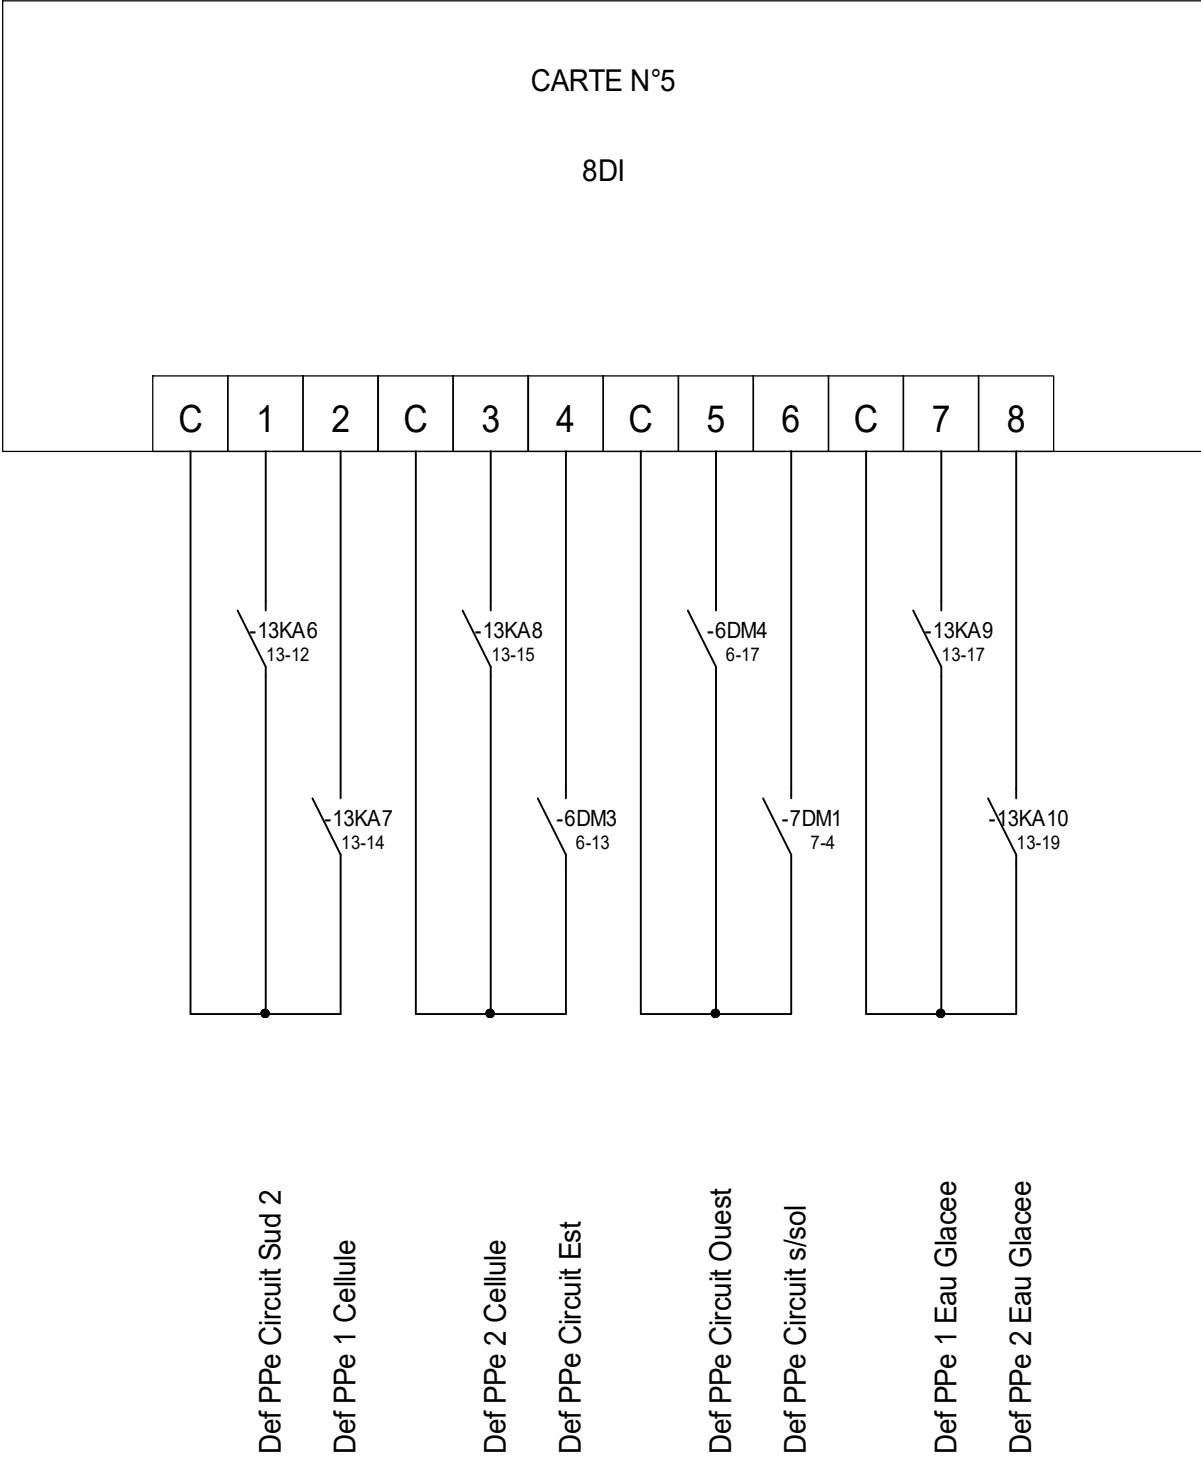 CARTE N°5
8DI
C 1 2 C 3 4 C 5 6 C 7 8
-13KA6
13-12
-13KA8
13-15
-6DM4
6-17
-13KA9
13-17
-13KA7
13-14
-6DM3
6-13
-7DM1
7-4
-13KA10
13-19
Def PPe Circuit Sud 2
Def PPe 1 Cellule
Def PPe 2 Cellule
Def PPe Circuit Est
Def PPe Circuit Ouest
Def PPe Circuit s/sol
Def PPe 1 Eau Glacee
Def PPe 2 Eau Glacee